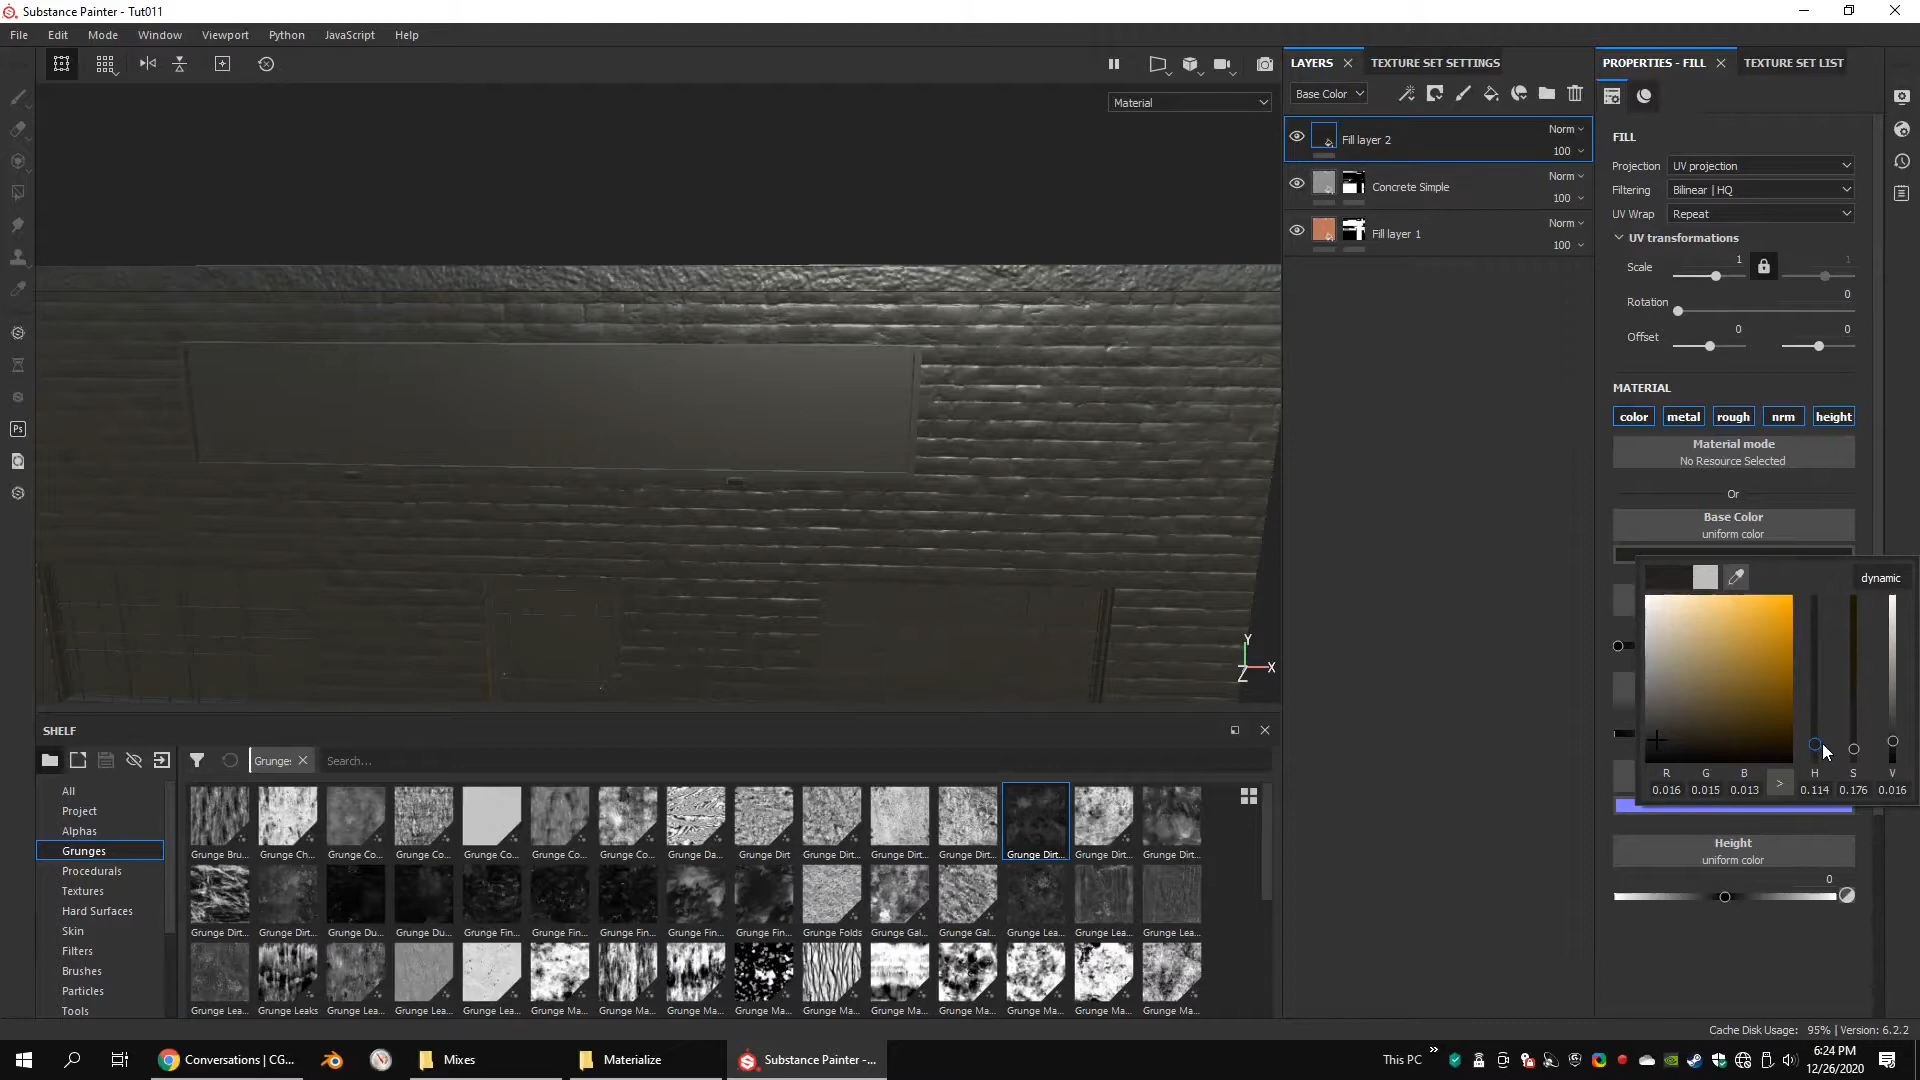 Substance Painter - Tut011
File Edit Mode Window Viewport Python JavaScript Help
Material
LAYERS
TEXTURE SET SETTINGS
Base Color
Fill layer 2
Norm
100
Concrete Simple
Norm
100
Fill layer 1
Norm
100
PROPERTIES - FILL
TEXTURE SET LIST
FILL
Projection UV projection
Filtering Bilinear | HQ
UV Wrap Repeat
UV transformations
Scale 1 1
Rotation 0
Offset 0 0
MATERIAL
color metal rough nrm height
Material mode
No Resource Selected
Or
Base Color
uniform color
dynamic
R G B > H S V
0.016 0.015 0.013 0.114 0.176 0.016
Height
uniform color
0
Y
X
Z
Ps
SHELF
Grunge: Search...
All
Project
Alphas
Grunges
Procedurals
Textures
Hard Surfaces
Skin
Filters
Brushes
Particles
Tools
Grunge Bru... Grunge Ch... Grunge Co... Grunge Co... Grunge Co... Grunge Co... Grunge Co... Grunge Da... Grunge Dirt Grunge Dirt... Grunge Dirt... Grunge Dirt... Grunge Dirt... Grunge Dirt... Grunge Dirt...
Grunge Dirt... Grunge Dirt... Grunge Du... Grunge Du... Grunge Fin... Grunge Fin... Grunge Fin... Grunge Fin... Grunge Fin... Grunge Folds Grunge Gal... Grunge Gal... Grunge Lea... Grunge Lea... Grunge Lea...
Grunge Lea... Grunge Leaks Grunge Lea... Grunge Lea... Grunge Lea... Grunge Ma... Grunge Ma... Grunge Ma... Grunge Ma... Grunge Ma... Grunge Ma... Grunge Ma... Grunge Ma... Grunge Ma... Grunge Ma...
Cache Disk Usage: 95% | Version: 6.2.2
Conversations | CG...
Mixes
Materialize
Substance Painter -...
This PC
6:24 PM
12/26/2020